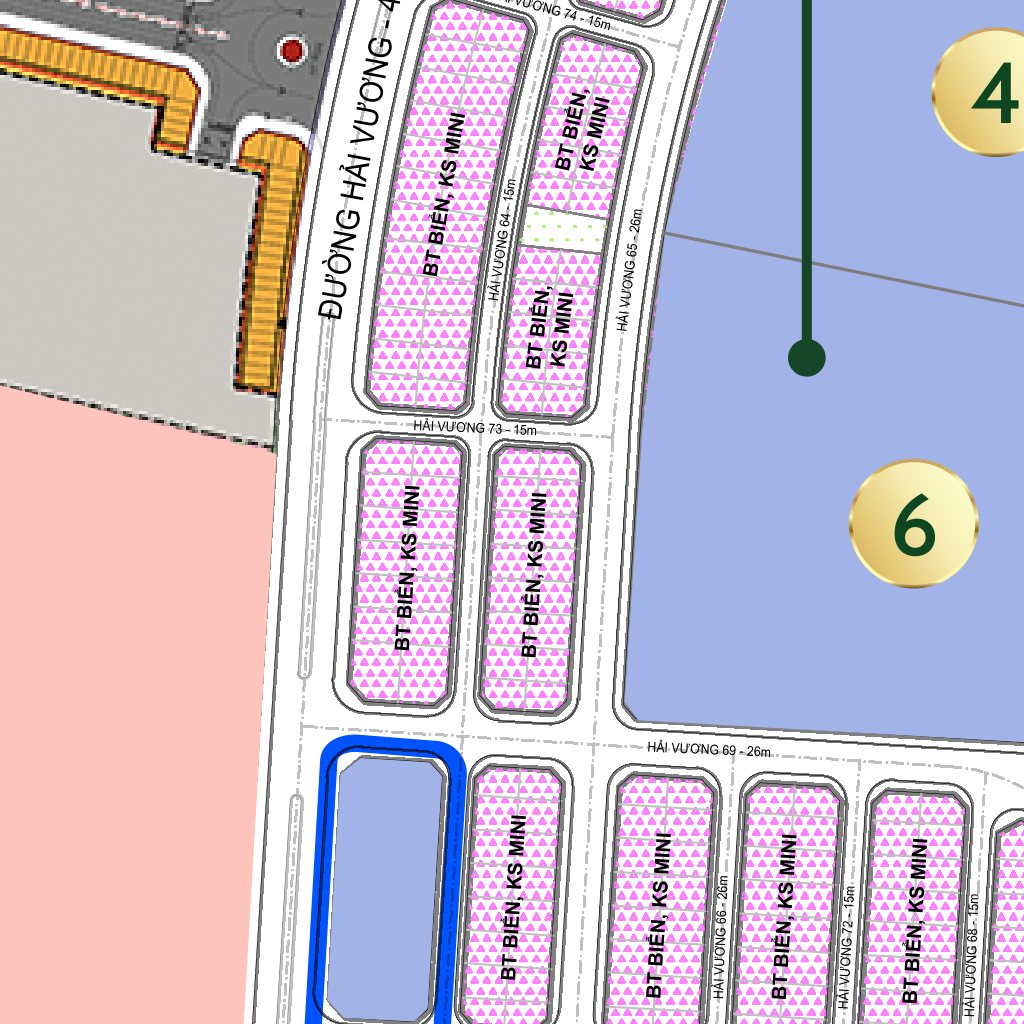 HẢI VƯƠNG 74 - 15m
ĐƯỜNG HẢI VƯƠNG - 4
BT BIỂN, KS MINI
BT BIỂN,
KS MINI
4
HẢI VƯƠNG 64 - 15m
HẢI VƯƠNG 65 - 26m
BT BIỂN,
KS MINI
HẢI VƯƠNG 73 - 15m
BT BIỂN, KS MINI
BT BIỂN, KS MINI
6
HẢI VƯƠNG 69 - 26m
BT BIỂN, KS MINI
BT BIỂN, KS MINI
HẢI VƯƠNG 66 - 26m
BT BIỂN, KS MINI
HẢI VƯƠNG 72 - 15m
BT BIỂN, KS MINI
HẢI VƯƠNG 68 - 15m